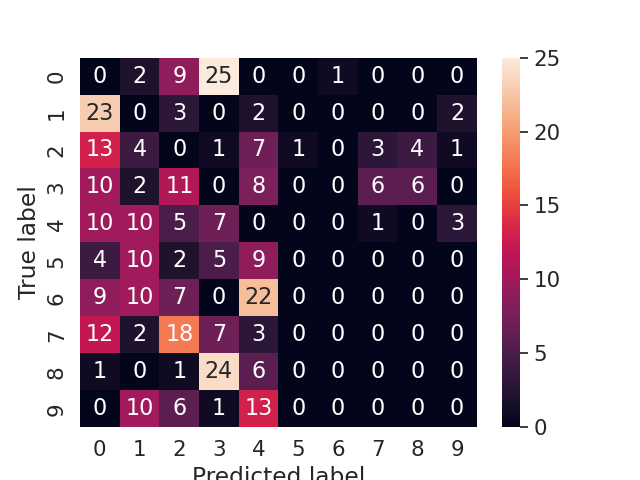 0 0 2 9 25 0 0 1 0 0 0 25
1 23 0 3 0 2 0 0 0 0 2
2 13 4 0 1 7 1 0 3 4 1 20
3 10 2 11 0 8 0 0 6 6 0
4 10 10 5 7 0 0 0 1 0 3 15
True label
5 4 10 2 5 9 0 0 0 0 0 10
6 9 10 7 0 22 0 0 0 0 0
7 12 2 18 7 3 0 0 0 0 0 5
8 1 0 1 24 6 0 0 0 0 0
9 0 10 6 1 13 0 0 0 0 0 0
0 1 2 3 4 5 6 7 8 9
Predicted label